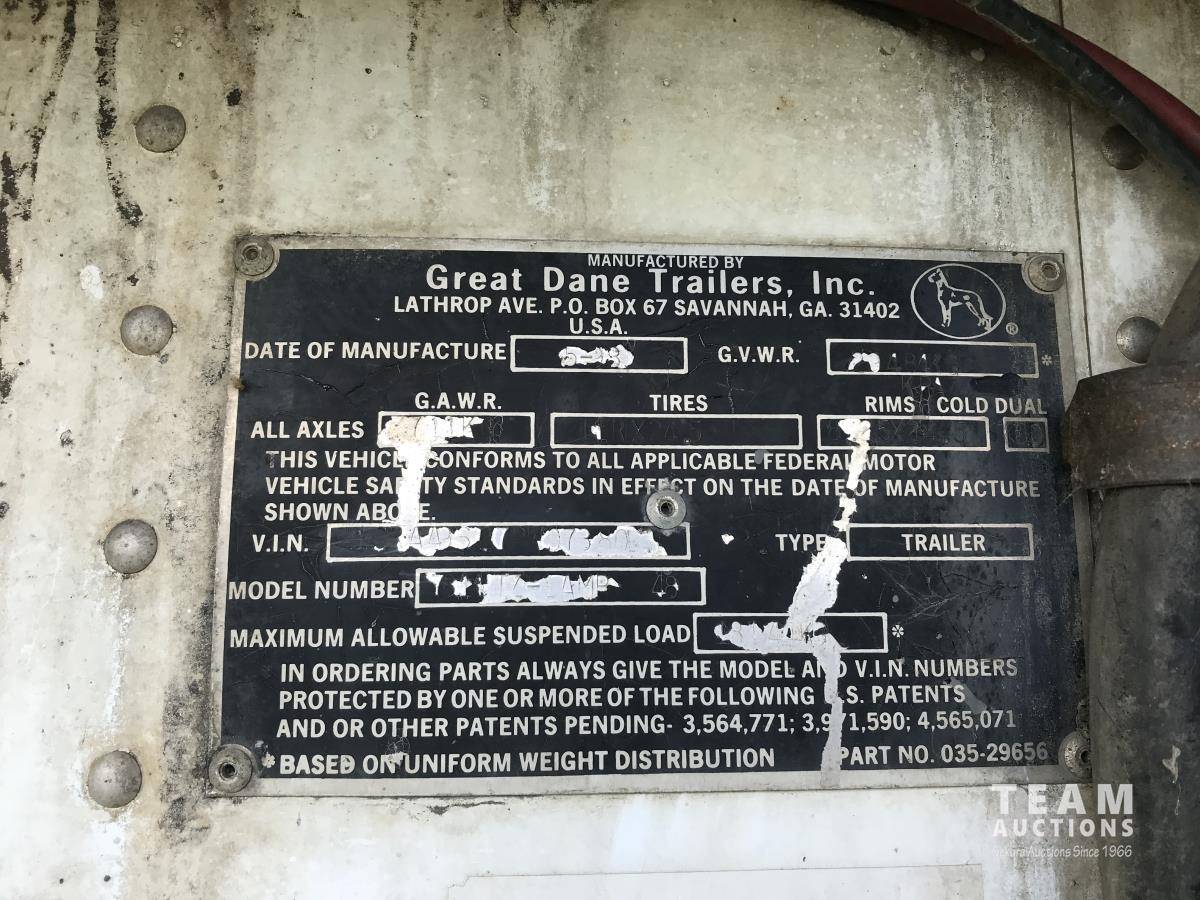 MANUFACTURED BY
Great Dane Trailers, Inc.
LATHROP AVE. P.O. BOX 67 SAVANNAH, GA. 31402
U.S.A.
®
DATE OF MANUFACTURE G.V.W.R. *
G.A.W.R. TIRES RIMS COLD DUAL
ALL AXLES
THIS VEHICLE CONFORMS TO ALL APPLICABLE FEDERAL MOTOR
VEHICLE SAFETY STANDARDS IN EFFECT ON THE DATE OF MANUFACTURE
SHOWN ABOVE.
V.I.N. TYPE TRAILER
MODEL NUMBER 48
MAXIMUM ALLOWABLE SUSPENDED LOAD *
IN ORDERING PARTS ALWAYS GIVE THE MODEL AND V.I.N. NUMBERS
PROTECTED BY ONE OR MORE OF THE FOLLOWING U.S. PATENTS
AND OR OTHER PATENTS PENDING- 3,564,771; 3,971,590; 4,565,071
* BASED ON UNIFORM WEIGHT DISTRIBUTION PART NO. 035-29656
TEAM
AUCTIONS
Auctions Since 1966